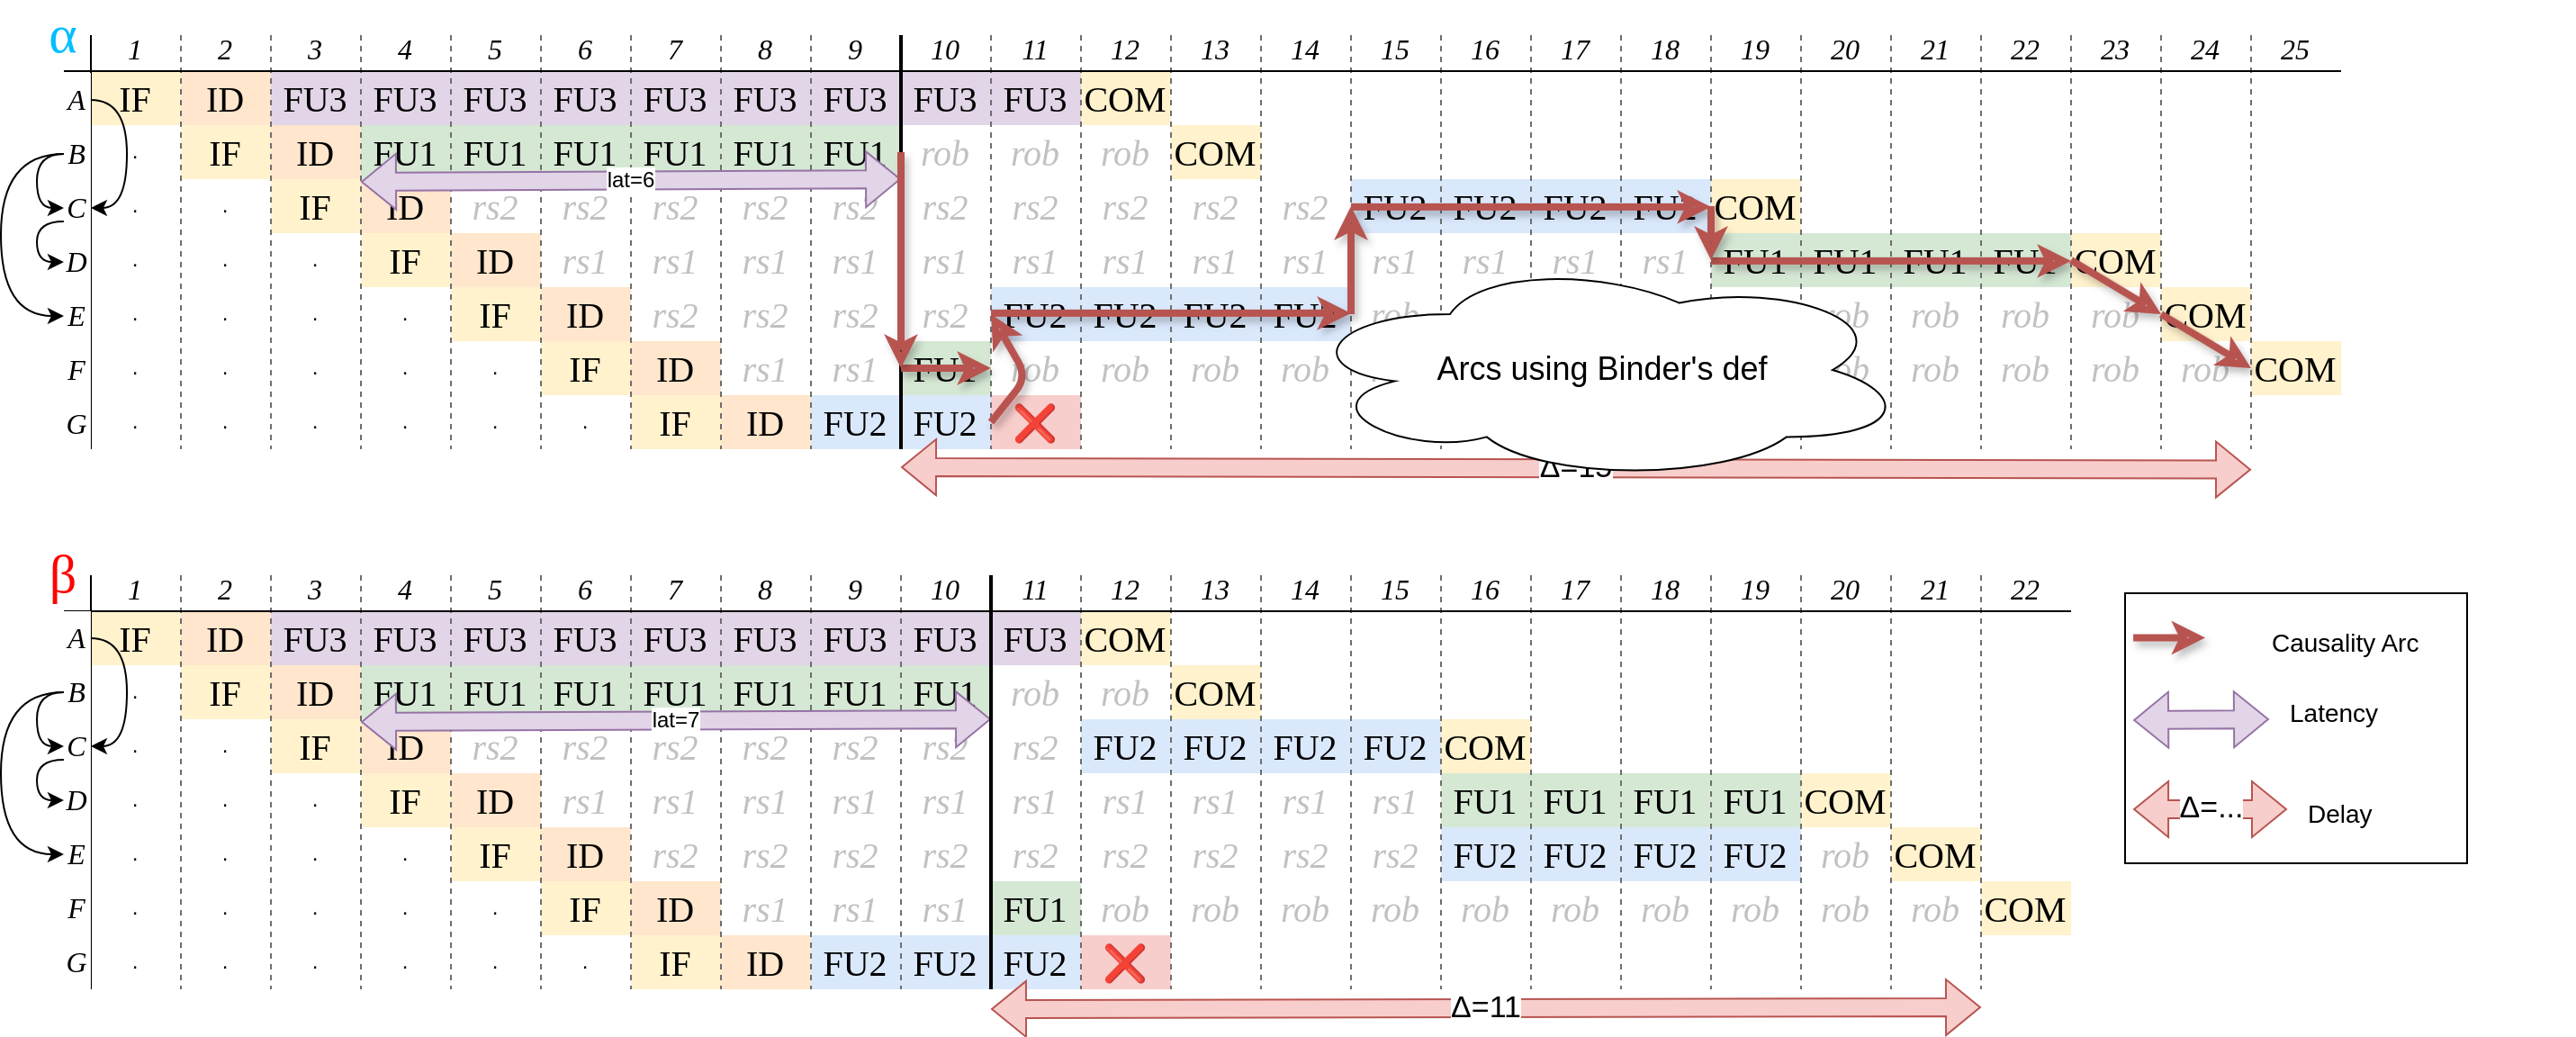 α
1 2 3 4 5 6 7 8 9 10 11 12 13 14 15 16 17 18 19 20 21 22 23 24 25
A IF ID FU3 FU3 FU3 FU3 FU3 FU3 FU3 FU3 FU3 COM
B . IF ID FU1 FU1 FU1 FU1 FU1 FU1 rob rob rob COM
lat=6
C . . IF ID rs2 rs2 rs2 rs2 rs2 rs2 rs2 rs2 rs2 rs2 FU2 FU2 FU2 FU2 COM
D . . . IF ID rs1 rs1 rs1 rs1 rs1 rs1 rs1 rs1 rs1 rs1 rs1 rs1 rs1 FU1 FU1 FU1 FU1 COM
E . . . . IF ID rs2 rs2 rs2 rs2 FU2 FU2 FU2 FU2 rob rob rob rob rob COM
F . . . . . IF ID rs1 rs1 FU1 rob rob rob rob rob rob rob rob rob COM
Arcs using Binder's def
G . . . . . . IF ID FU2 FU2 ❌
Δ=15
β
1 2 3 4 5 6 7 8 9 10 11 12 13 14 15 16 17 18 19 20 21 22
A IF ID FU3 FU3 FU3 FU3 FU3 FU3 FU3 FU3 FU3 COM
B . IF ID FU1 FU1 FU1 FU1 FU1 FU1 FU1 rob rob COM
lat=7
C . . IF ID rs2 rs2 rs2 rs2 rs2 rs2 rs2 FU2 FU2 FU2 FU2 COM
D . . . IF ID rs1 rs1 rs1 rs1 rs1 rs1 rs1 rs1 rs1 rs1 FU1 FU1 FU1 FU1 COM
E . . . . IF ID rs2 rs2 rs2 rs2 rs2 rs2 rs2 rs2 rs2 FU2 FU2 FU2 FU2 rob COM
F . . . . . IF ID rs1 rs1 rs1 FU1 rob rob rob rob rob rob rob rob rob rob COM
G . . . . . . IF ID FU2 FU2 FU2 ❌
Δ=11
Causality Arc
Latency
Δ=... Delay